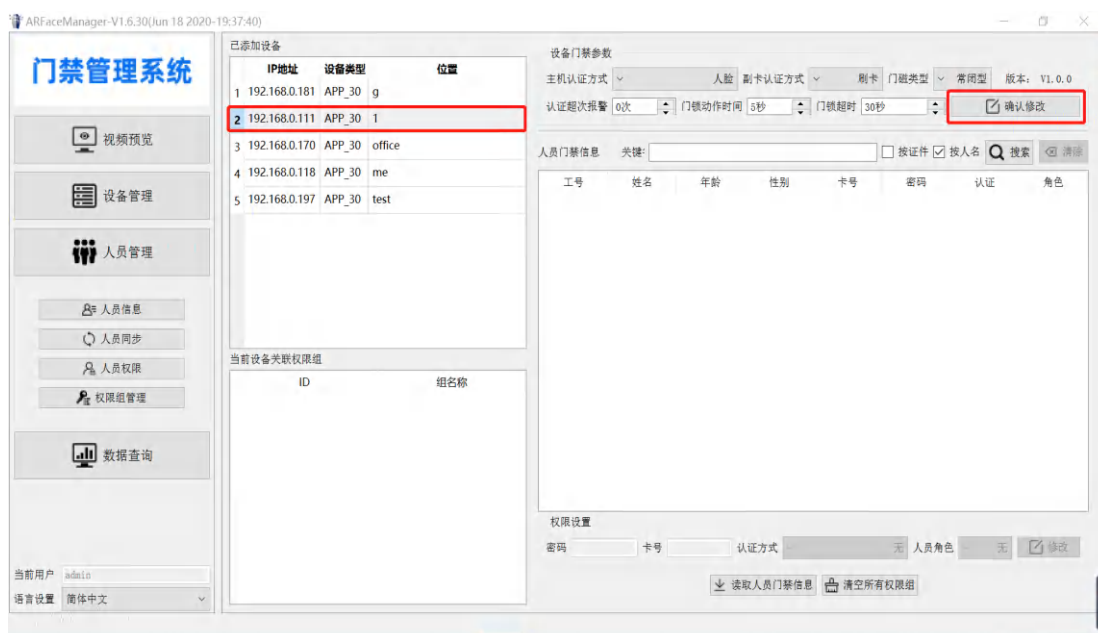 ARFaceManager-V1.6.30(Jun 18 2020-19:37:40)
门禁管理系统
视频预览
设备管理
人员管理
人员信息
人员同步
人员权限
权限组管理
数据查询
当前用户 admin
语言设置 简体中文
已添加设备
IP地址 设备类型 位置
1 192.168.0.181 APP_30 g
2 192.168.0.111 APP_30 1
3 192.168.0.170 APP_30 office
4 192.168.0.118 APP_30 me
5 192.168.0.197 APP_30 test
当前设备关联权限组
ID 组名称
设备门禁参数
主机认证方式 人脸 副卡认证方式 刷卡 门磁类型 常闭型 版本: V1.0.0
认证超次报警 0次 门锁动作时间 5秒 门锁超时 30秒 确认修改
人员门禁信息 关键: 按证件 按人名 搜索 清除
工号 姓名 年龄 性别 卡号 密码 认证 角色
权限设置
密码 卡号 认证方式 无 人员角色 无 修改
读取人员门禁信息 清空所有权限组